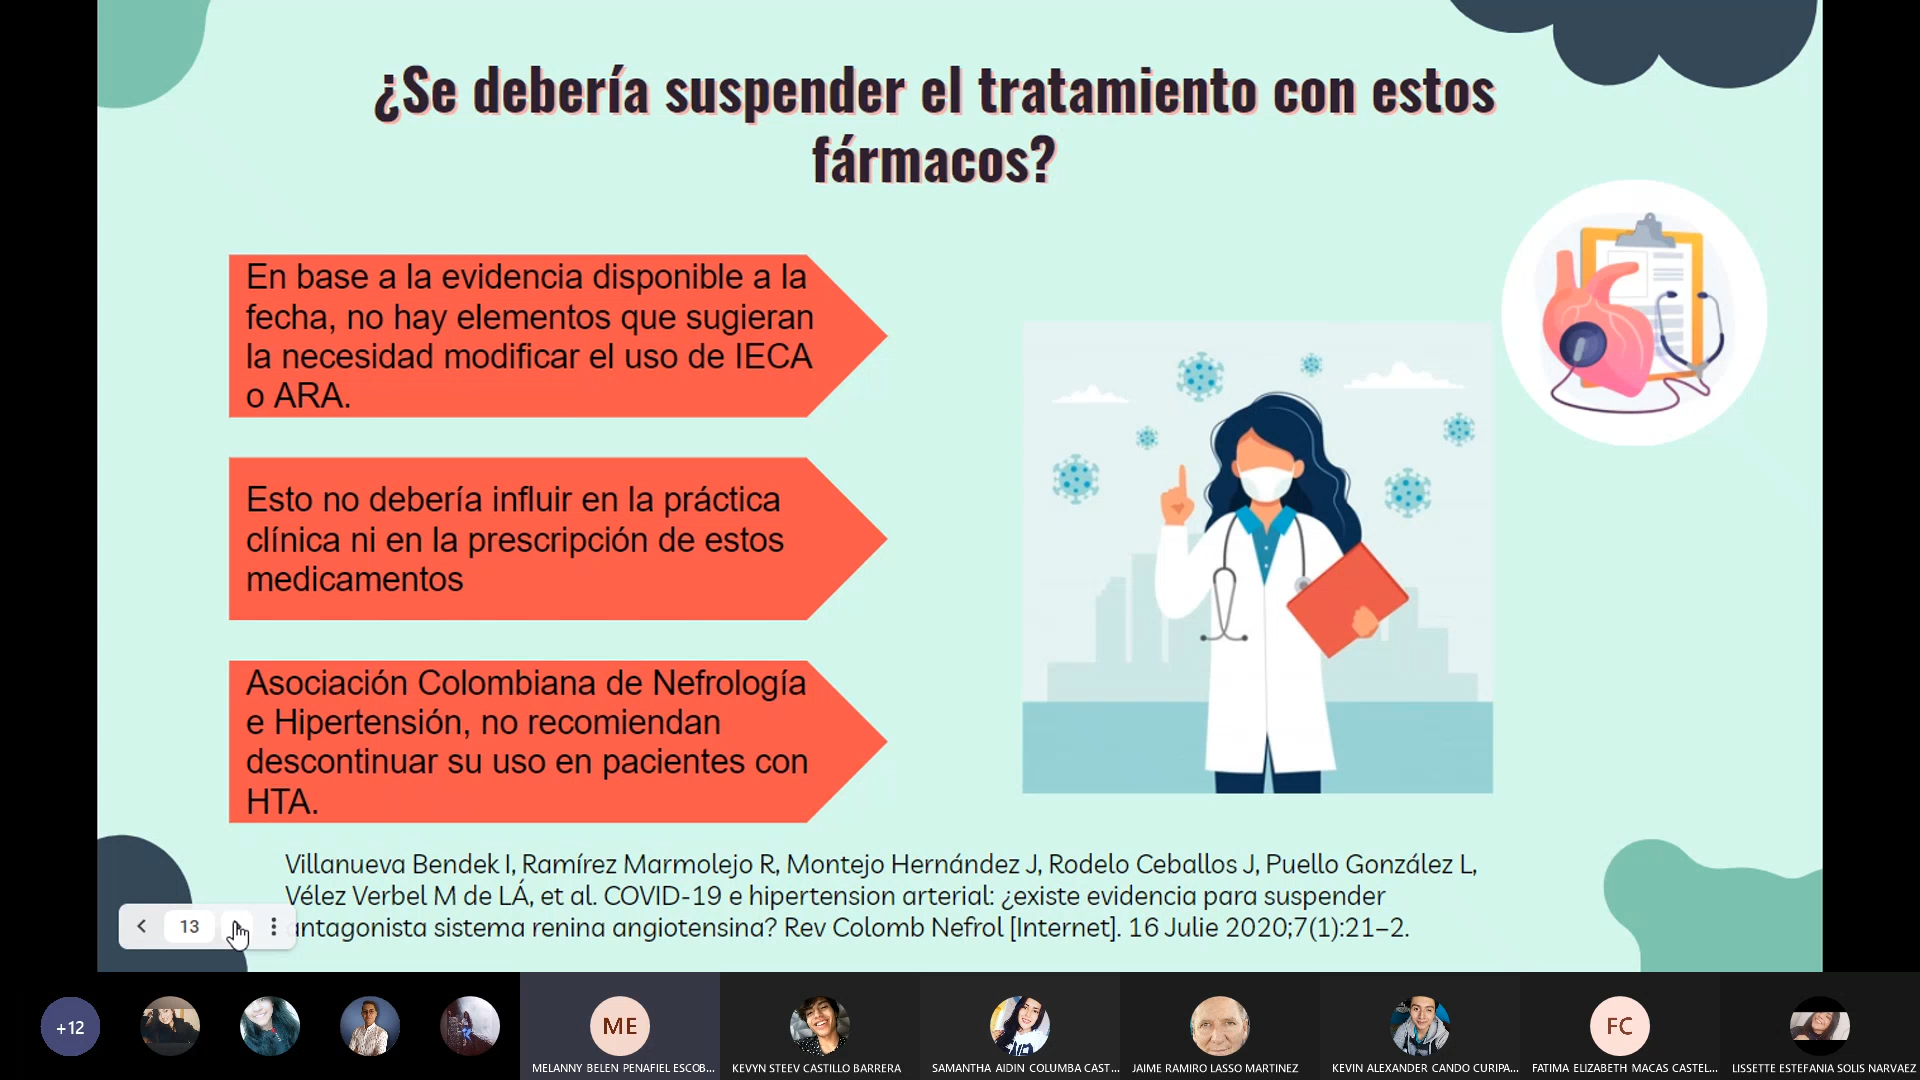 ¿Se debería suspender el tratamiento con estos
fármacos?
En base a la evidencia disponible a la
fecha, no hay elementos que sugieran
la necesidad modificar el uso de IECA
o ARA.
Esto no debería influir en la práctica
clínica ni en la prescripción de estos
medicamentos
Asociación Colombiana de Nefrología
e Hipertensión, no recomiendan
descontinuar su uso en pacientes con
HTA.
Villanueva Bendek I, Ramírez Marmolejo R, Montejo Hernández J, Rodelo Ceballos J, Puello González L,
Vélez Verbel M de LÁ, et al. COVID-19 e hipertension arterial: ¿existe evidencia para suspender
antagonista sistema renina angiotensina? Rev Colomb Nefrol [Internet]. 16 Julie 2020;7(1):21–2.
13
+12
ME
FC
MELANNY BELEN PENAFIEL ESCOB...
KEVYN STEEV CASTILLO BARRERA
SAMANTHA AIDIN COLUMBA CAST...
JAIME RAMIRO LASSO MARTINEZ
KEVIN ALEXANDER CANDO CURIPA...
FATIMA ELIZABETH MACAS CASTEL...
LISSETTE ESTEFANIA SOLIS NARVAEZ